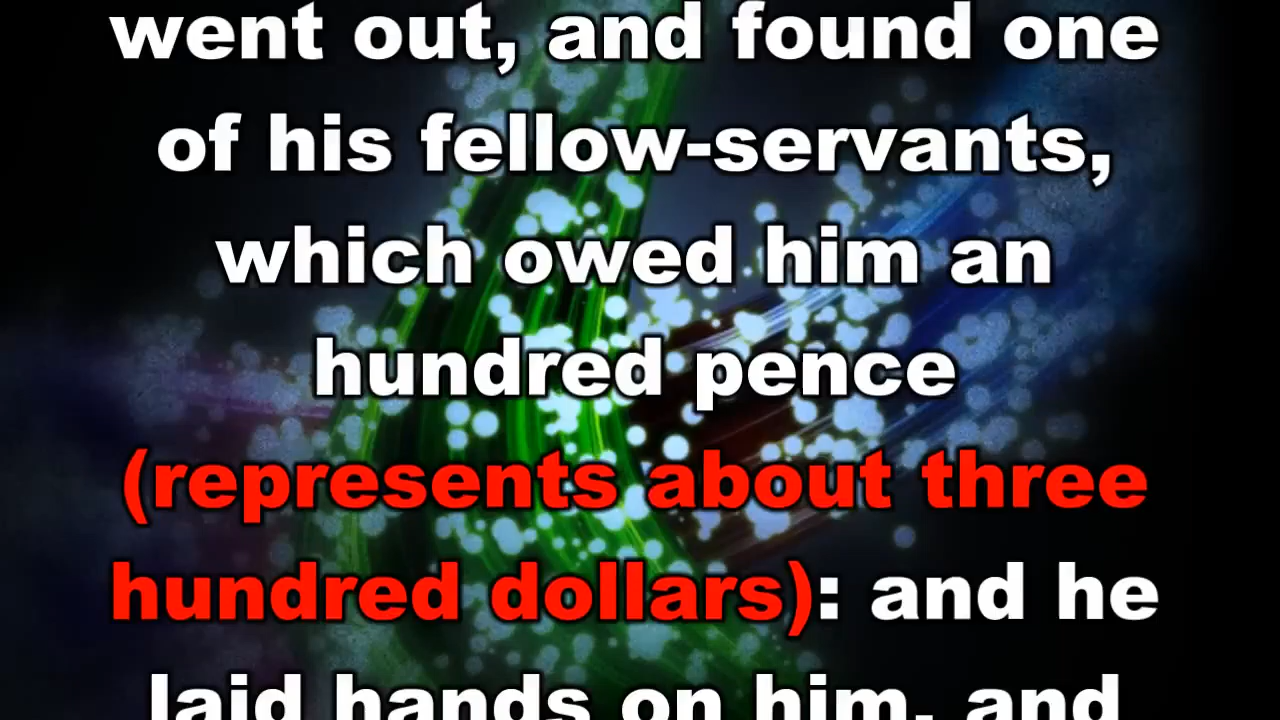 went out, and found one
of his fellow-servants,
which owed him an
hundred pence
(represents about three
hundred dollars): and he
laid hands on him, and